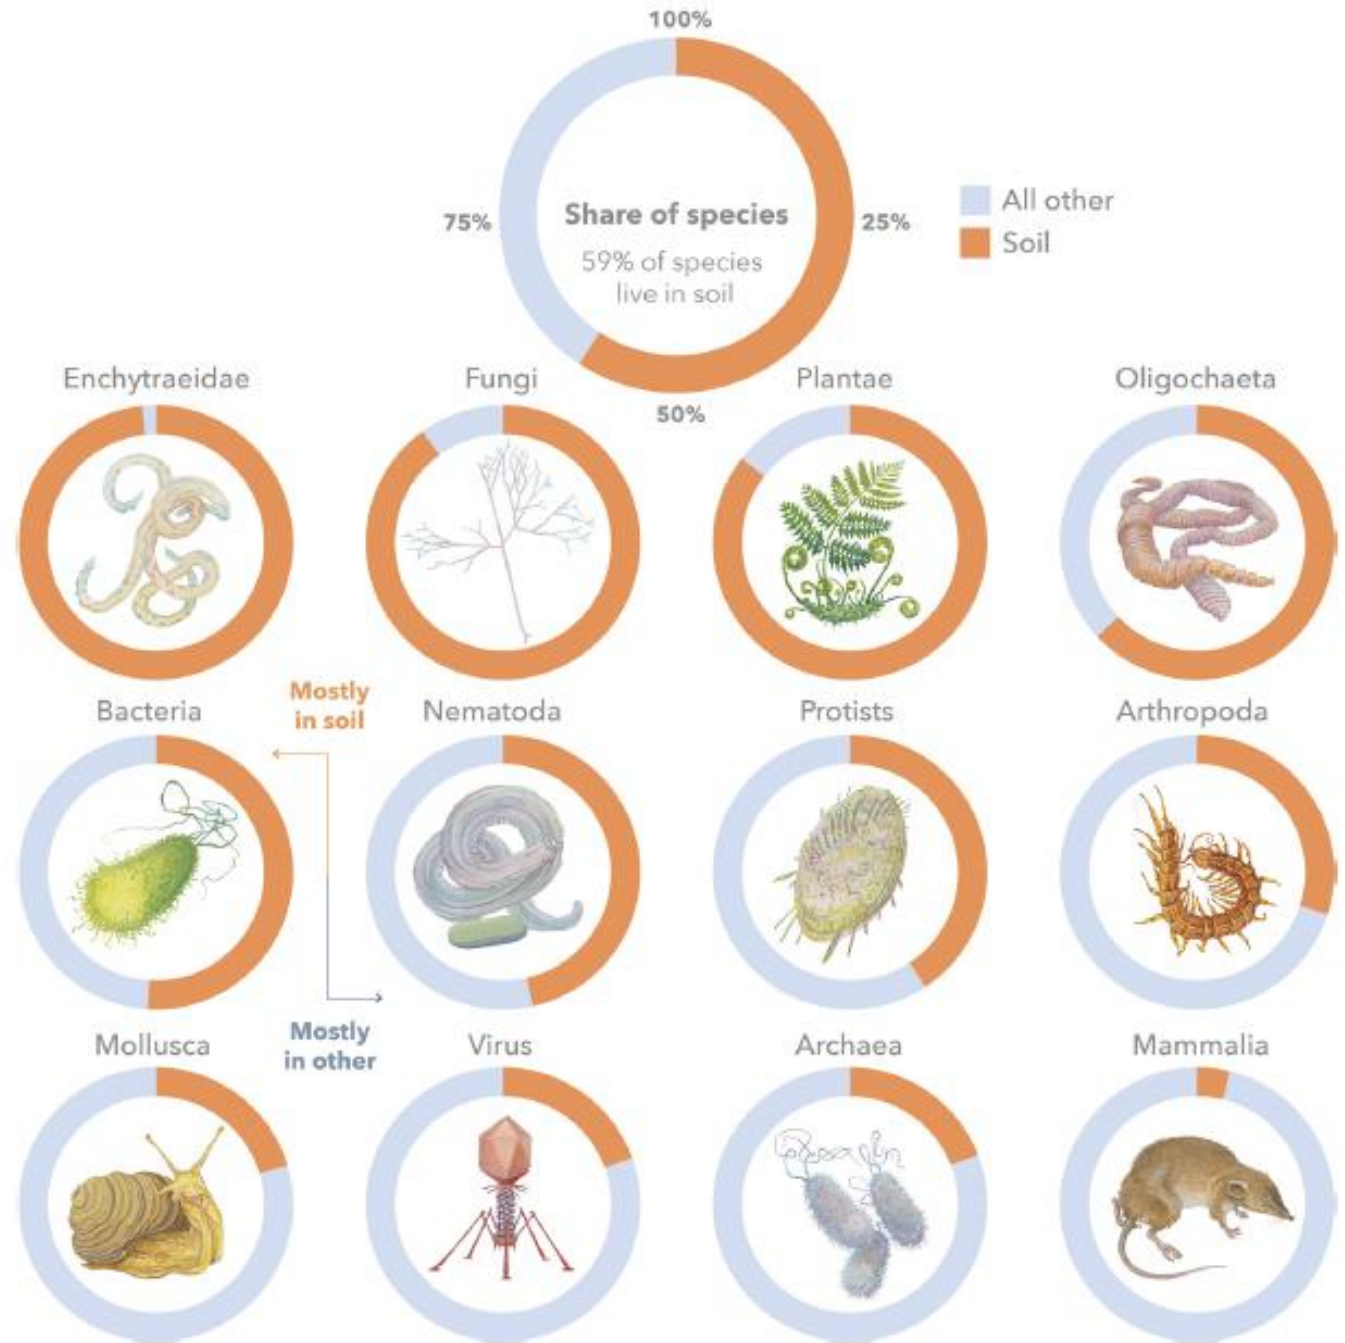 100%
All other
75%
Share of species
25%
Soil
59% of species
live in soil
Enchytraeidae
Fungi
Plantae
Oligochaeta
50%
Mostly
in soil
Bacteria
Nematoda
Protists
Arthropoda
Mostly
in other
Mollusca
Virus
Archaea
Mammalia